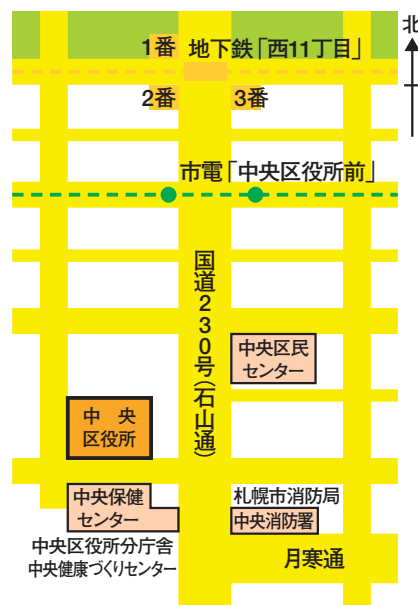 北
1番
地下鉄「西11丁目」
2番
3番
市電「中央区役所前」
国道230号(石山通)
中央区民
センター
中央
区役所
中央保健
センター
札幌市消防局
中央消防署
中央区役所分庁舎
中央健康づくりセンター
月寒通